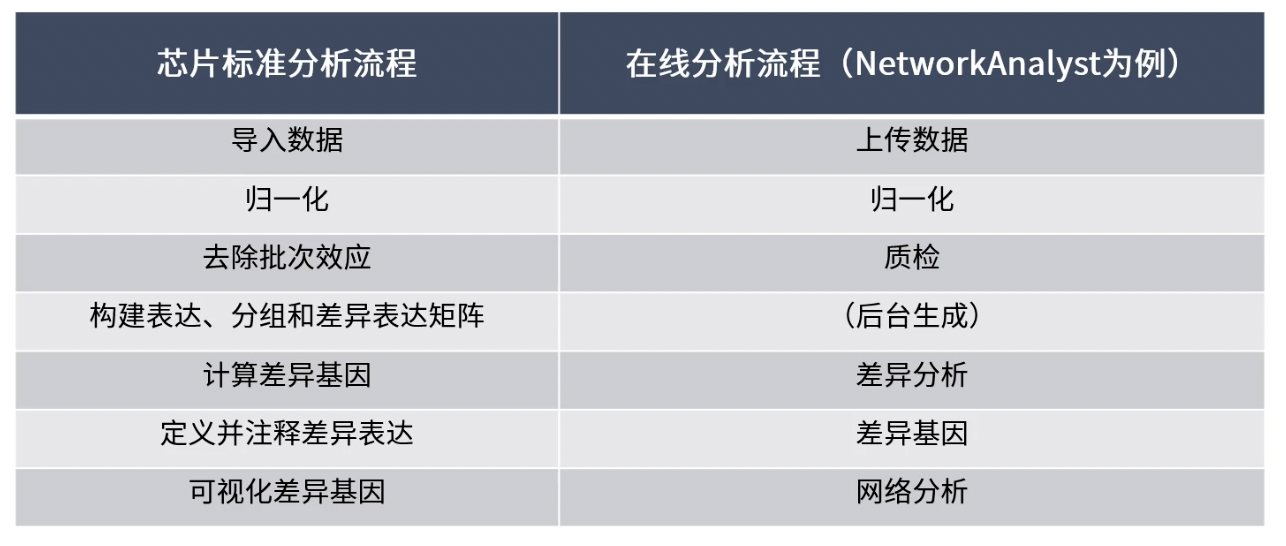 芯片标准分析流程 在线分析流程（NetworkAnalyst为例）
导入数据 上传数据
归一化 归一化
去除批次效应 质检
构建表达、分组和差异表达矩阵 （后台生成）
计算差异基因 差异分析
定义并注释差异表达 差异基因
可视化差异基因 网络分析